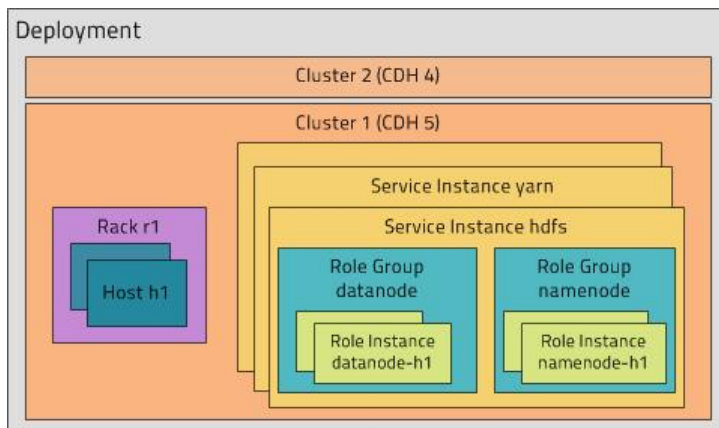 Deployment
Cluster 2 (CDH 4)
Cluster 1 (CDH 5)
Rack r1
Host h1
Service Instance yarn
Service Instance hdfs
Role Group
datanode
Role Instance
datanode-h1
Role Group
namenode
Role Instance
namenode-h1